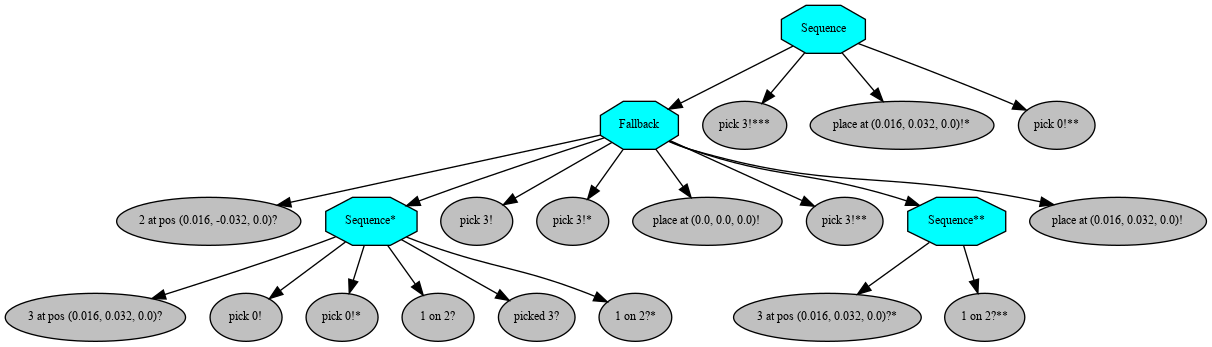 Sequence
Fallback
pick 3!***
place at (0.016, 0.032, 0.0)!*
pick 0!**
2 at pos (0.016, -0.032, 0.0)?
Sequence*
pick 3!
pick 3!*
place at (0.0, 0.0, 0.0)!
pick 3!**
Sequence**
place at (0.016, 0.032, 0.0)!
3 at pos (0.016, 0.032, 0.0)?
pick 0!
pick 0!*
1 on 2?
picked 3?
1 on 2?*
3 at pos (0.016, 0.032, 0.0)?*
1 on 2?**